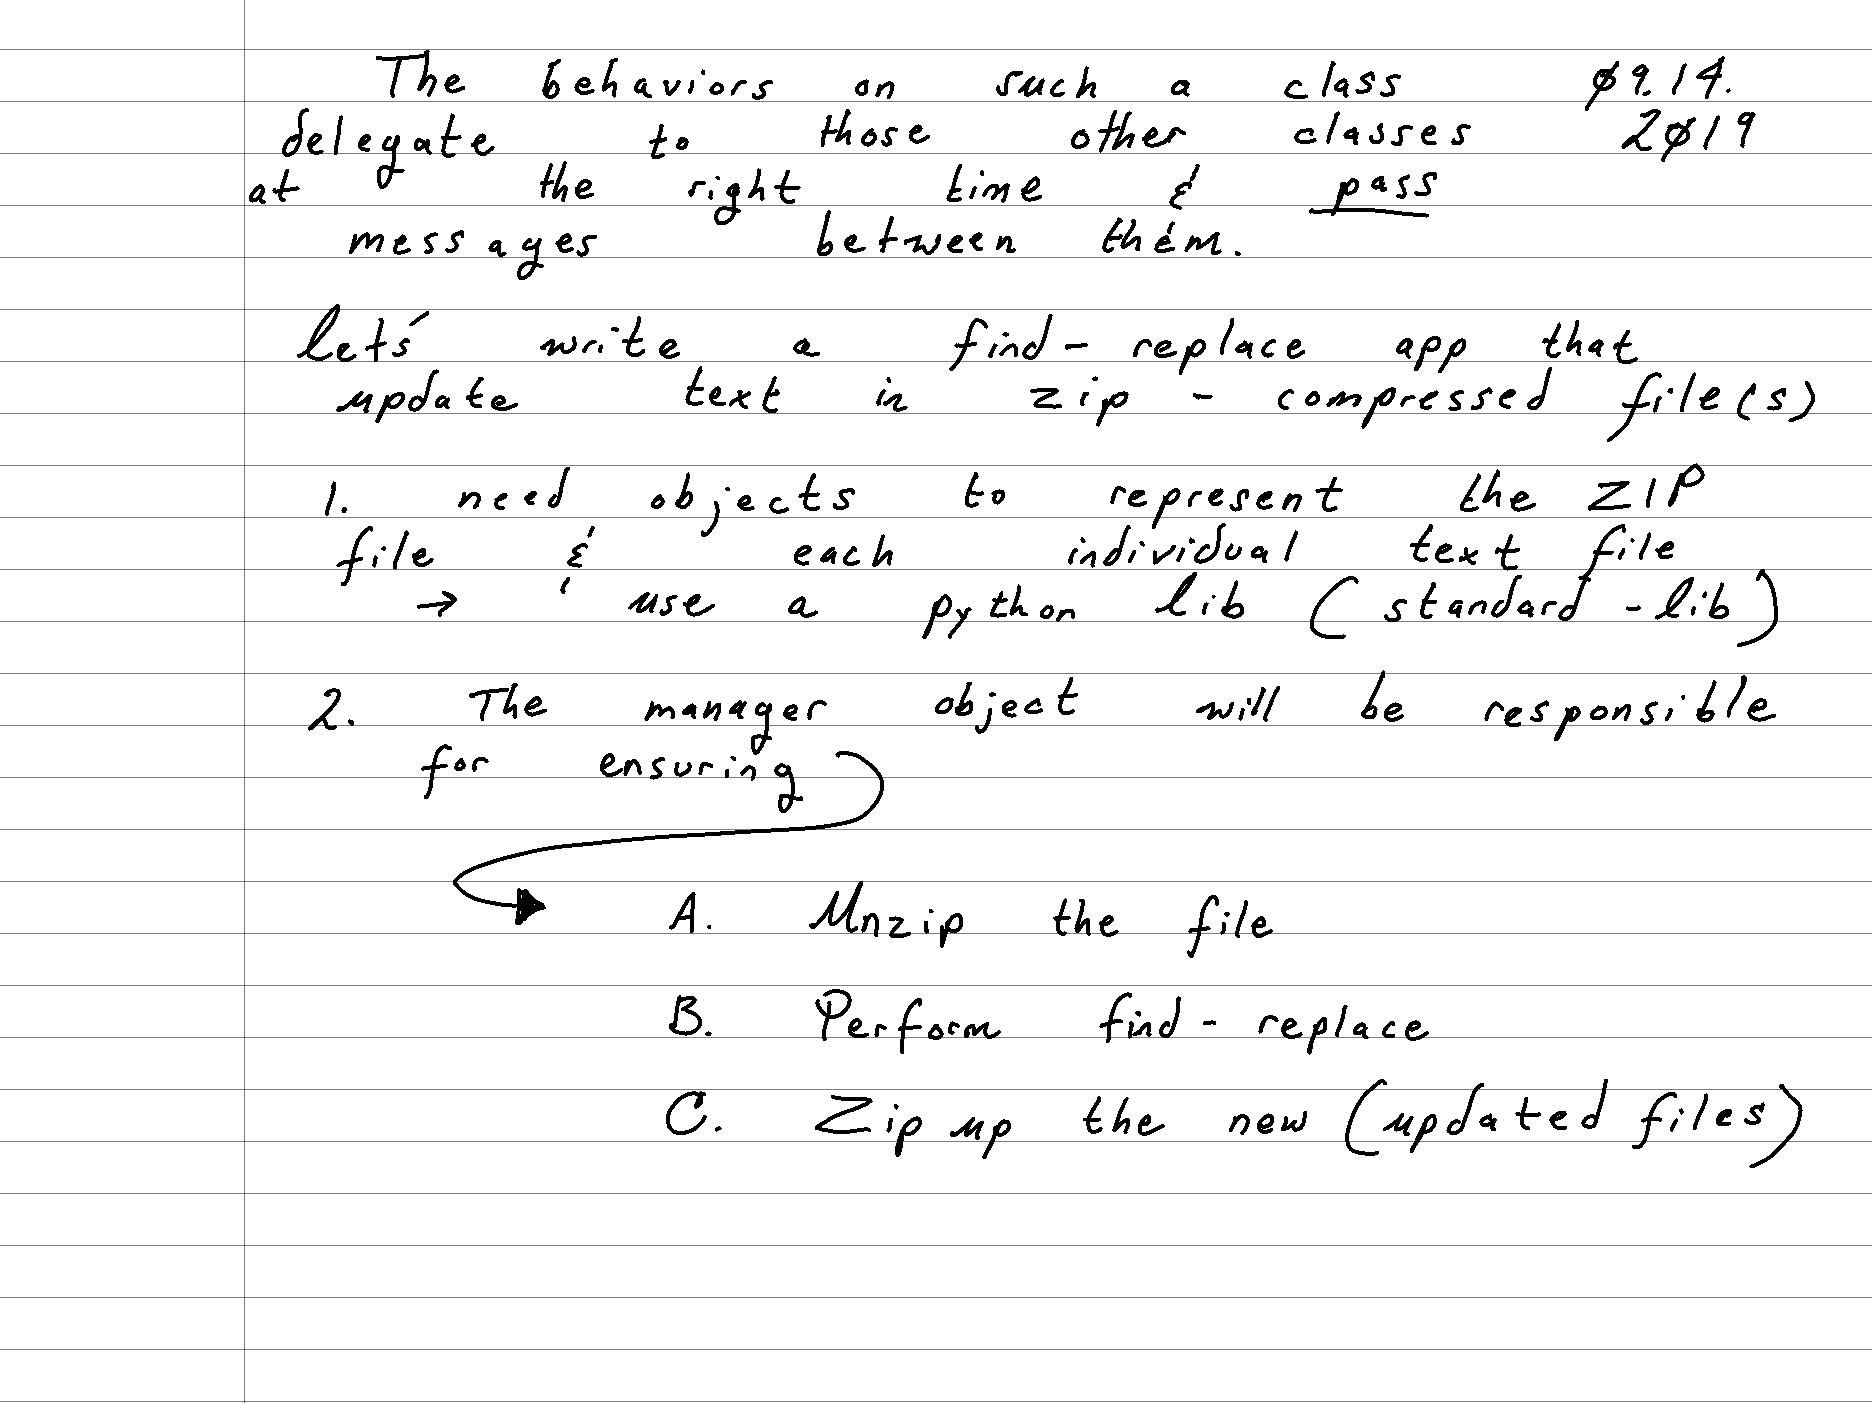 The behaviors on such a class Ø9.14.
delegate to those other classes 2Ø19
at the right time & pass
messages between them.
Let's write a find-replace app that
update text in zip-compressed file(s)
1. need objects to represent the ZIP
file & each individual text file
→ use a python lib (standard-lib)
2. The manager object will be responsible
for ensuring
A. Unzip the file
B. Perform find-replace
C. Zip up the new (updated files)